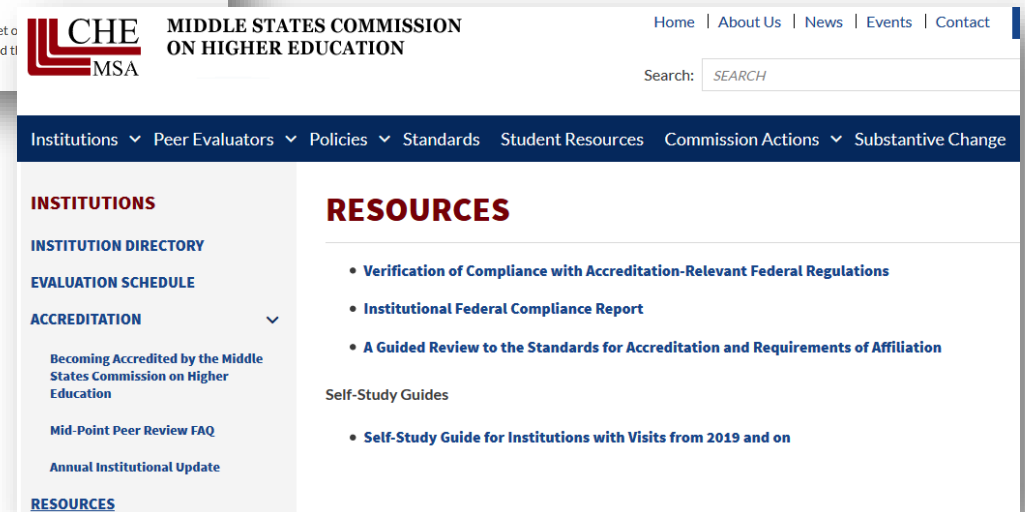 et o
d t
CHE
MSA
MIDDLE STATES COMMISSION
ON HIGHER EDUCATION
Home | About Us | News | Events | Contact
Search: SEARCH
Institutions Peer Evaluators Policies Standards Student Resources Commission Actions Substantive Change
INSTITUTIONS
INSTITUTION DIRECTORY
EVALUATION SCHEDULE
ACCREDITATION
Becoming Accredited by the Middle
States Commission on Higher
Education
Mid-Point Peer Review FAQ
Annual Institutional Update
RESOURCES
RESOURCES
• Verification of Compliance with Accreditation-Relevant Federal Regulations
• Institutional Federal Compliance Report
• A Guided Review to the Standards for Accreditation and Requirements of Affiliation
Self-Study Guides
• Self-Study Guide for Institutions with Visits from 2019 and on